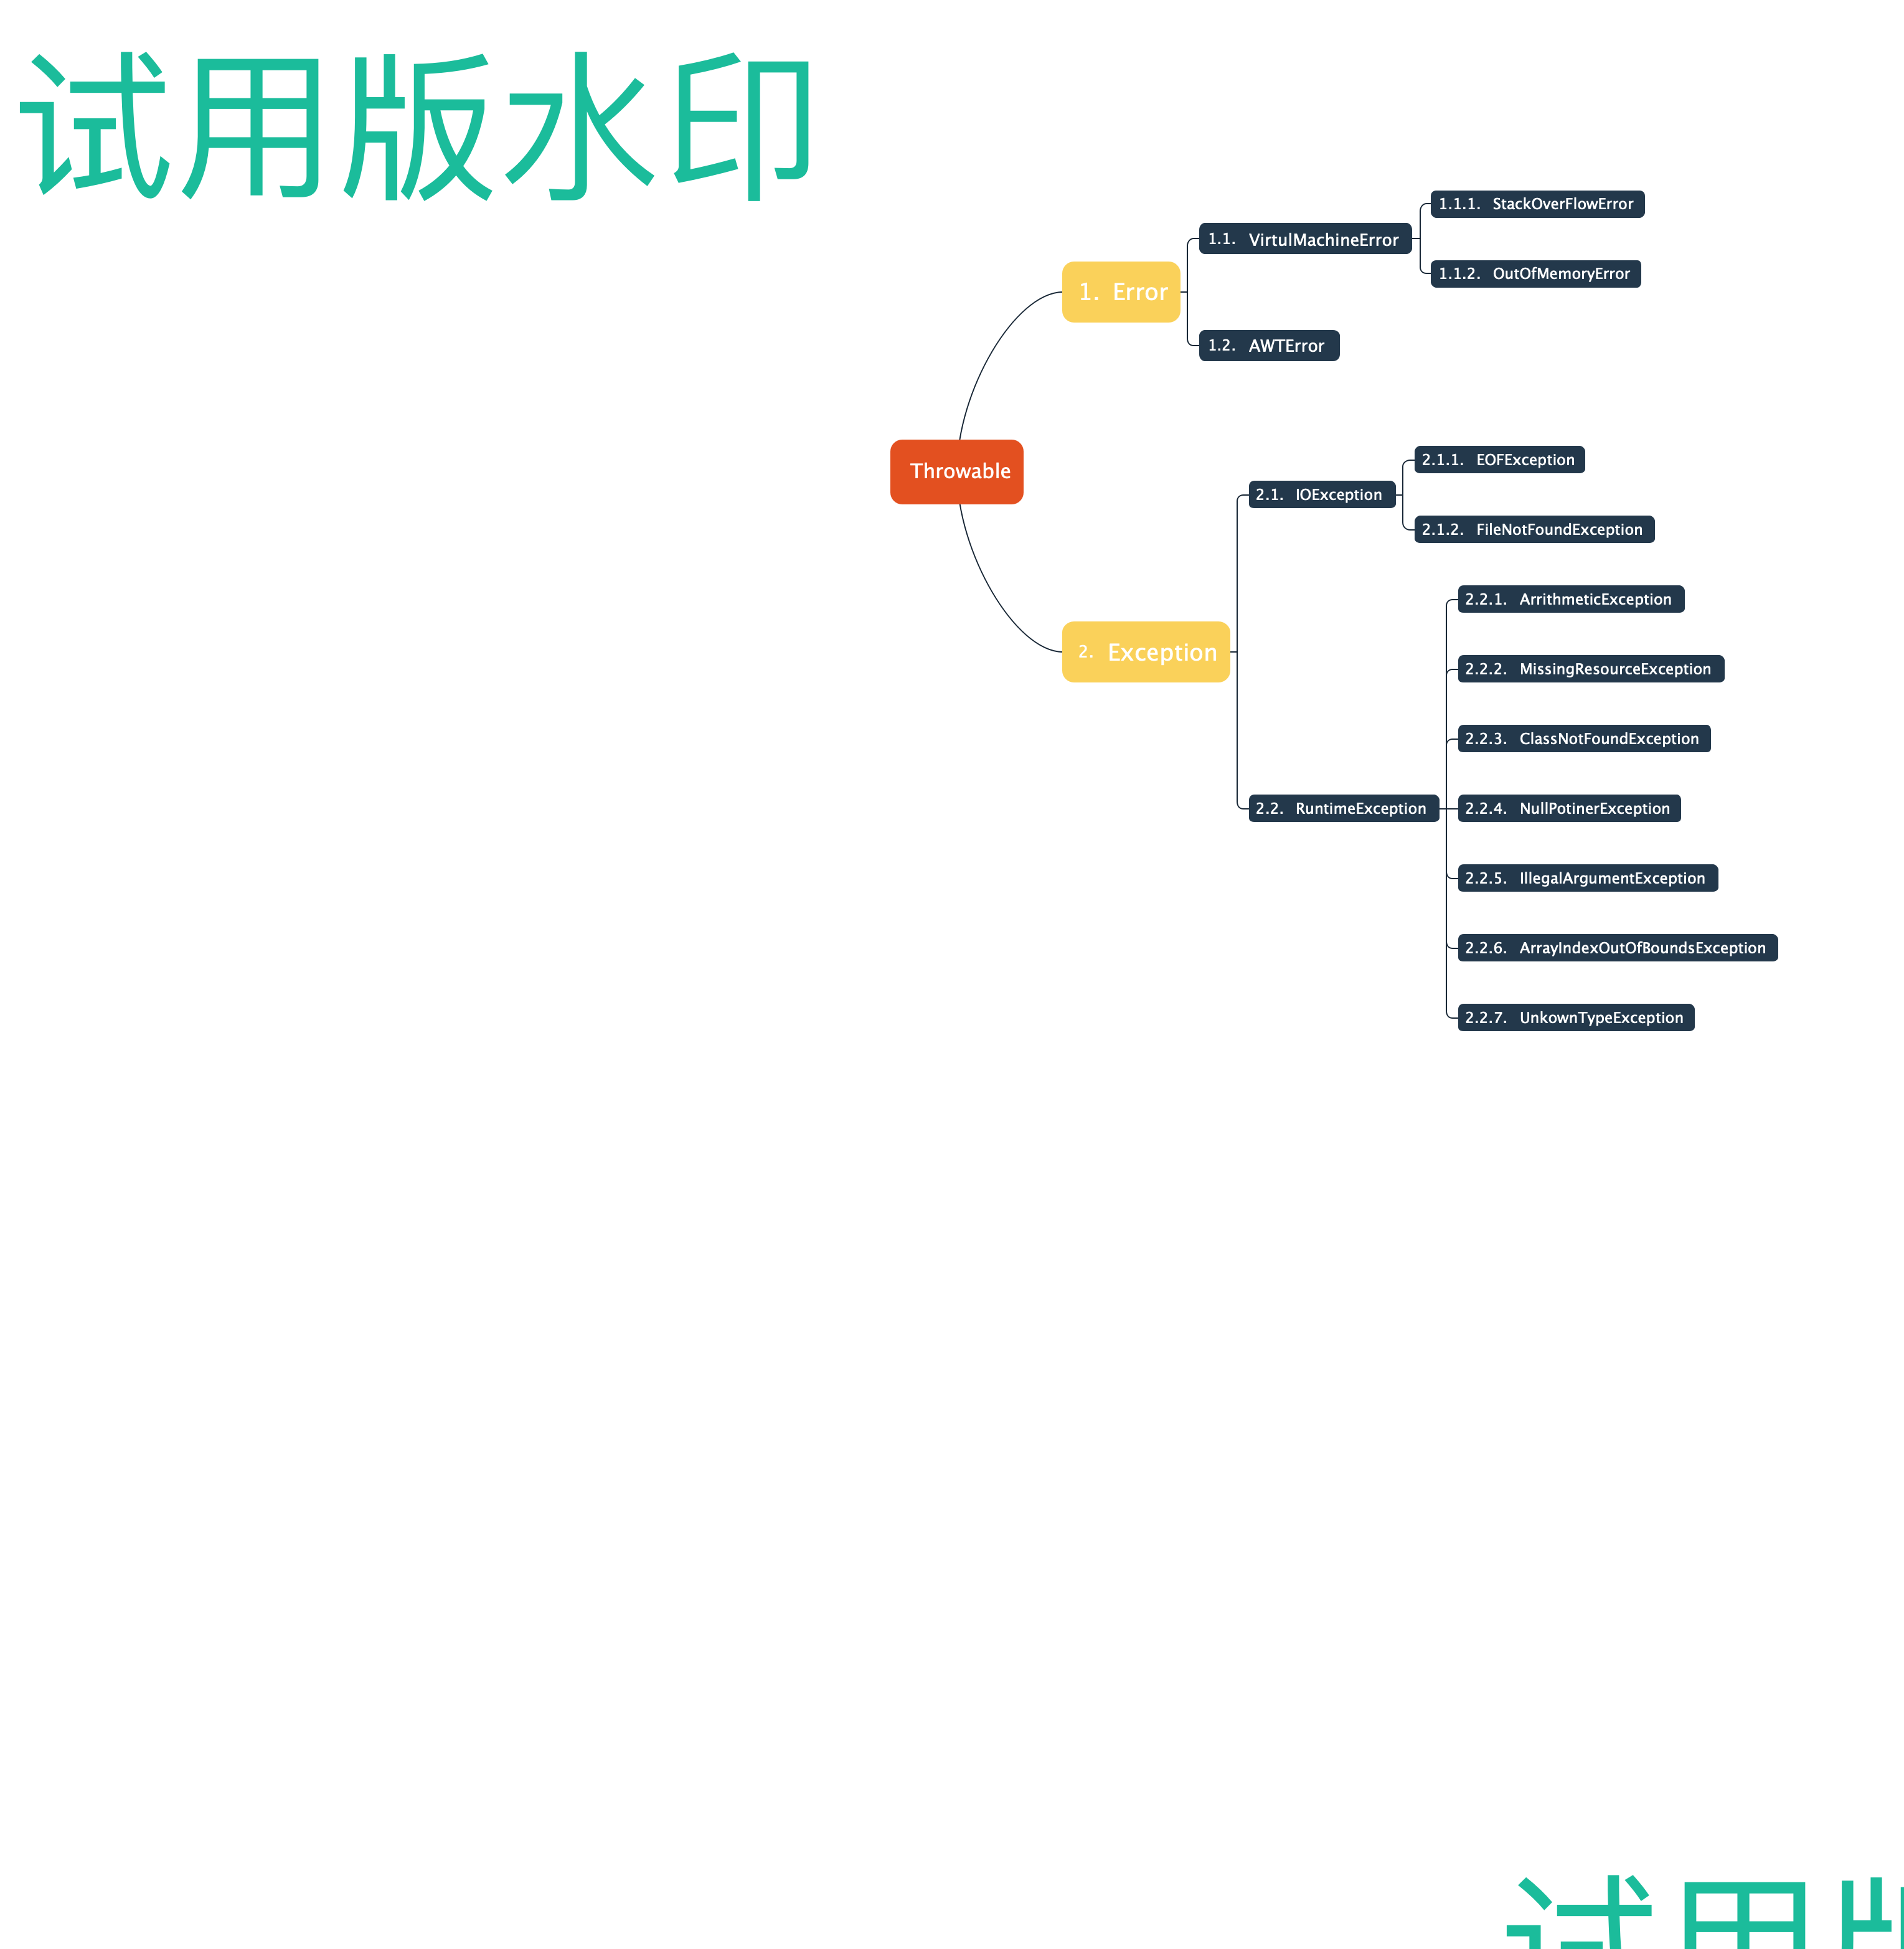 试用版水印
Throwable
1. Error
1.1. VirtulMachineError
1.1.1. StackOverFlowError
1.1.2. OutOfMemoryError
1.2. AWTError
2. Exception
2.1. IOException
2.1.1. EOFException
2.1.2. FileNotFoundException
2.2. RuntimeException
2.2.1. ArrithmeticException
2.2.2. MissingResourceException
2.2.3. ClassNotFoundException
2.2.4. NullPotinerException
2.2.5. IllegalArgumentException
2.2.6. ArrayIndexOutOfBoundsException
2.2.7. UnkownTypeException
试用